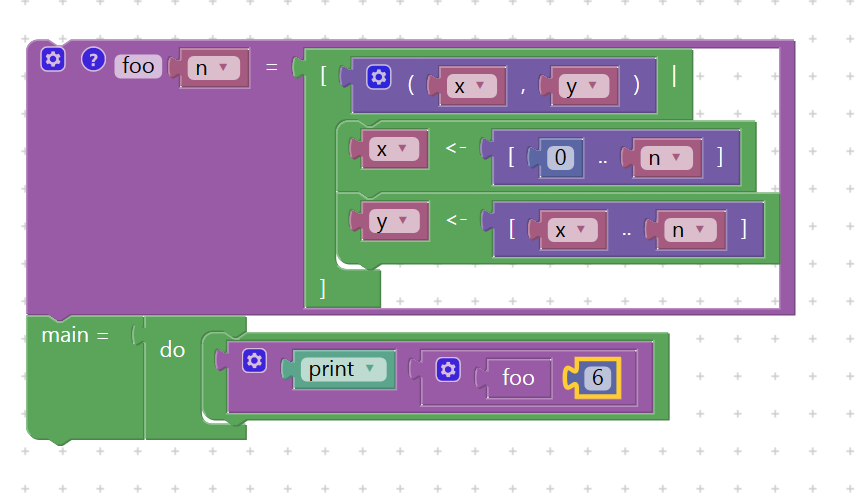 ? foo n = [ ( x , y ) |
x <- [ 0 .. n ]
y <- [ x .. n ]
]
main =
do
print foo 6